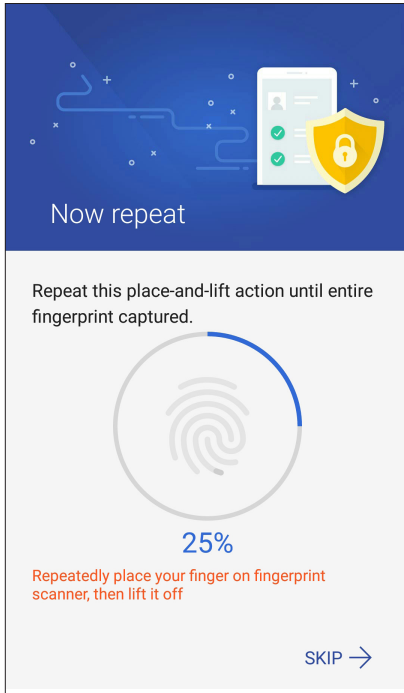 Now repeat
Repeat this place-and-lift action until entire
fingerprint captured.
25%
Repeatedly place your finger on fingerprint
scanner, then lift it off
SKIP